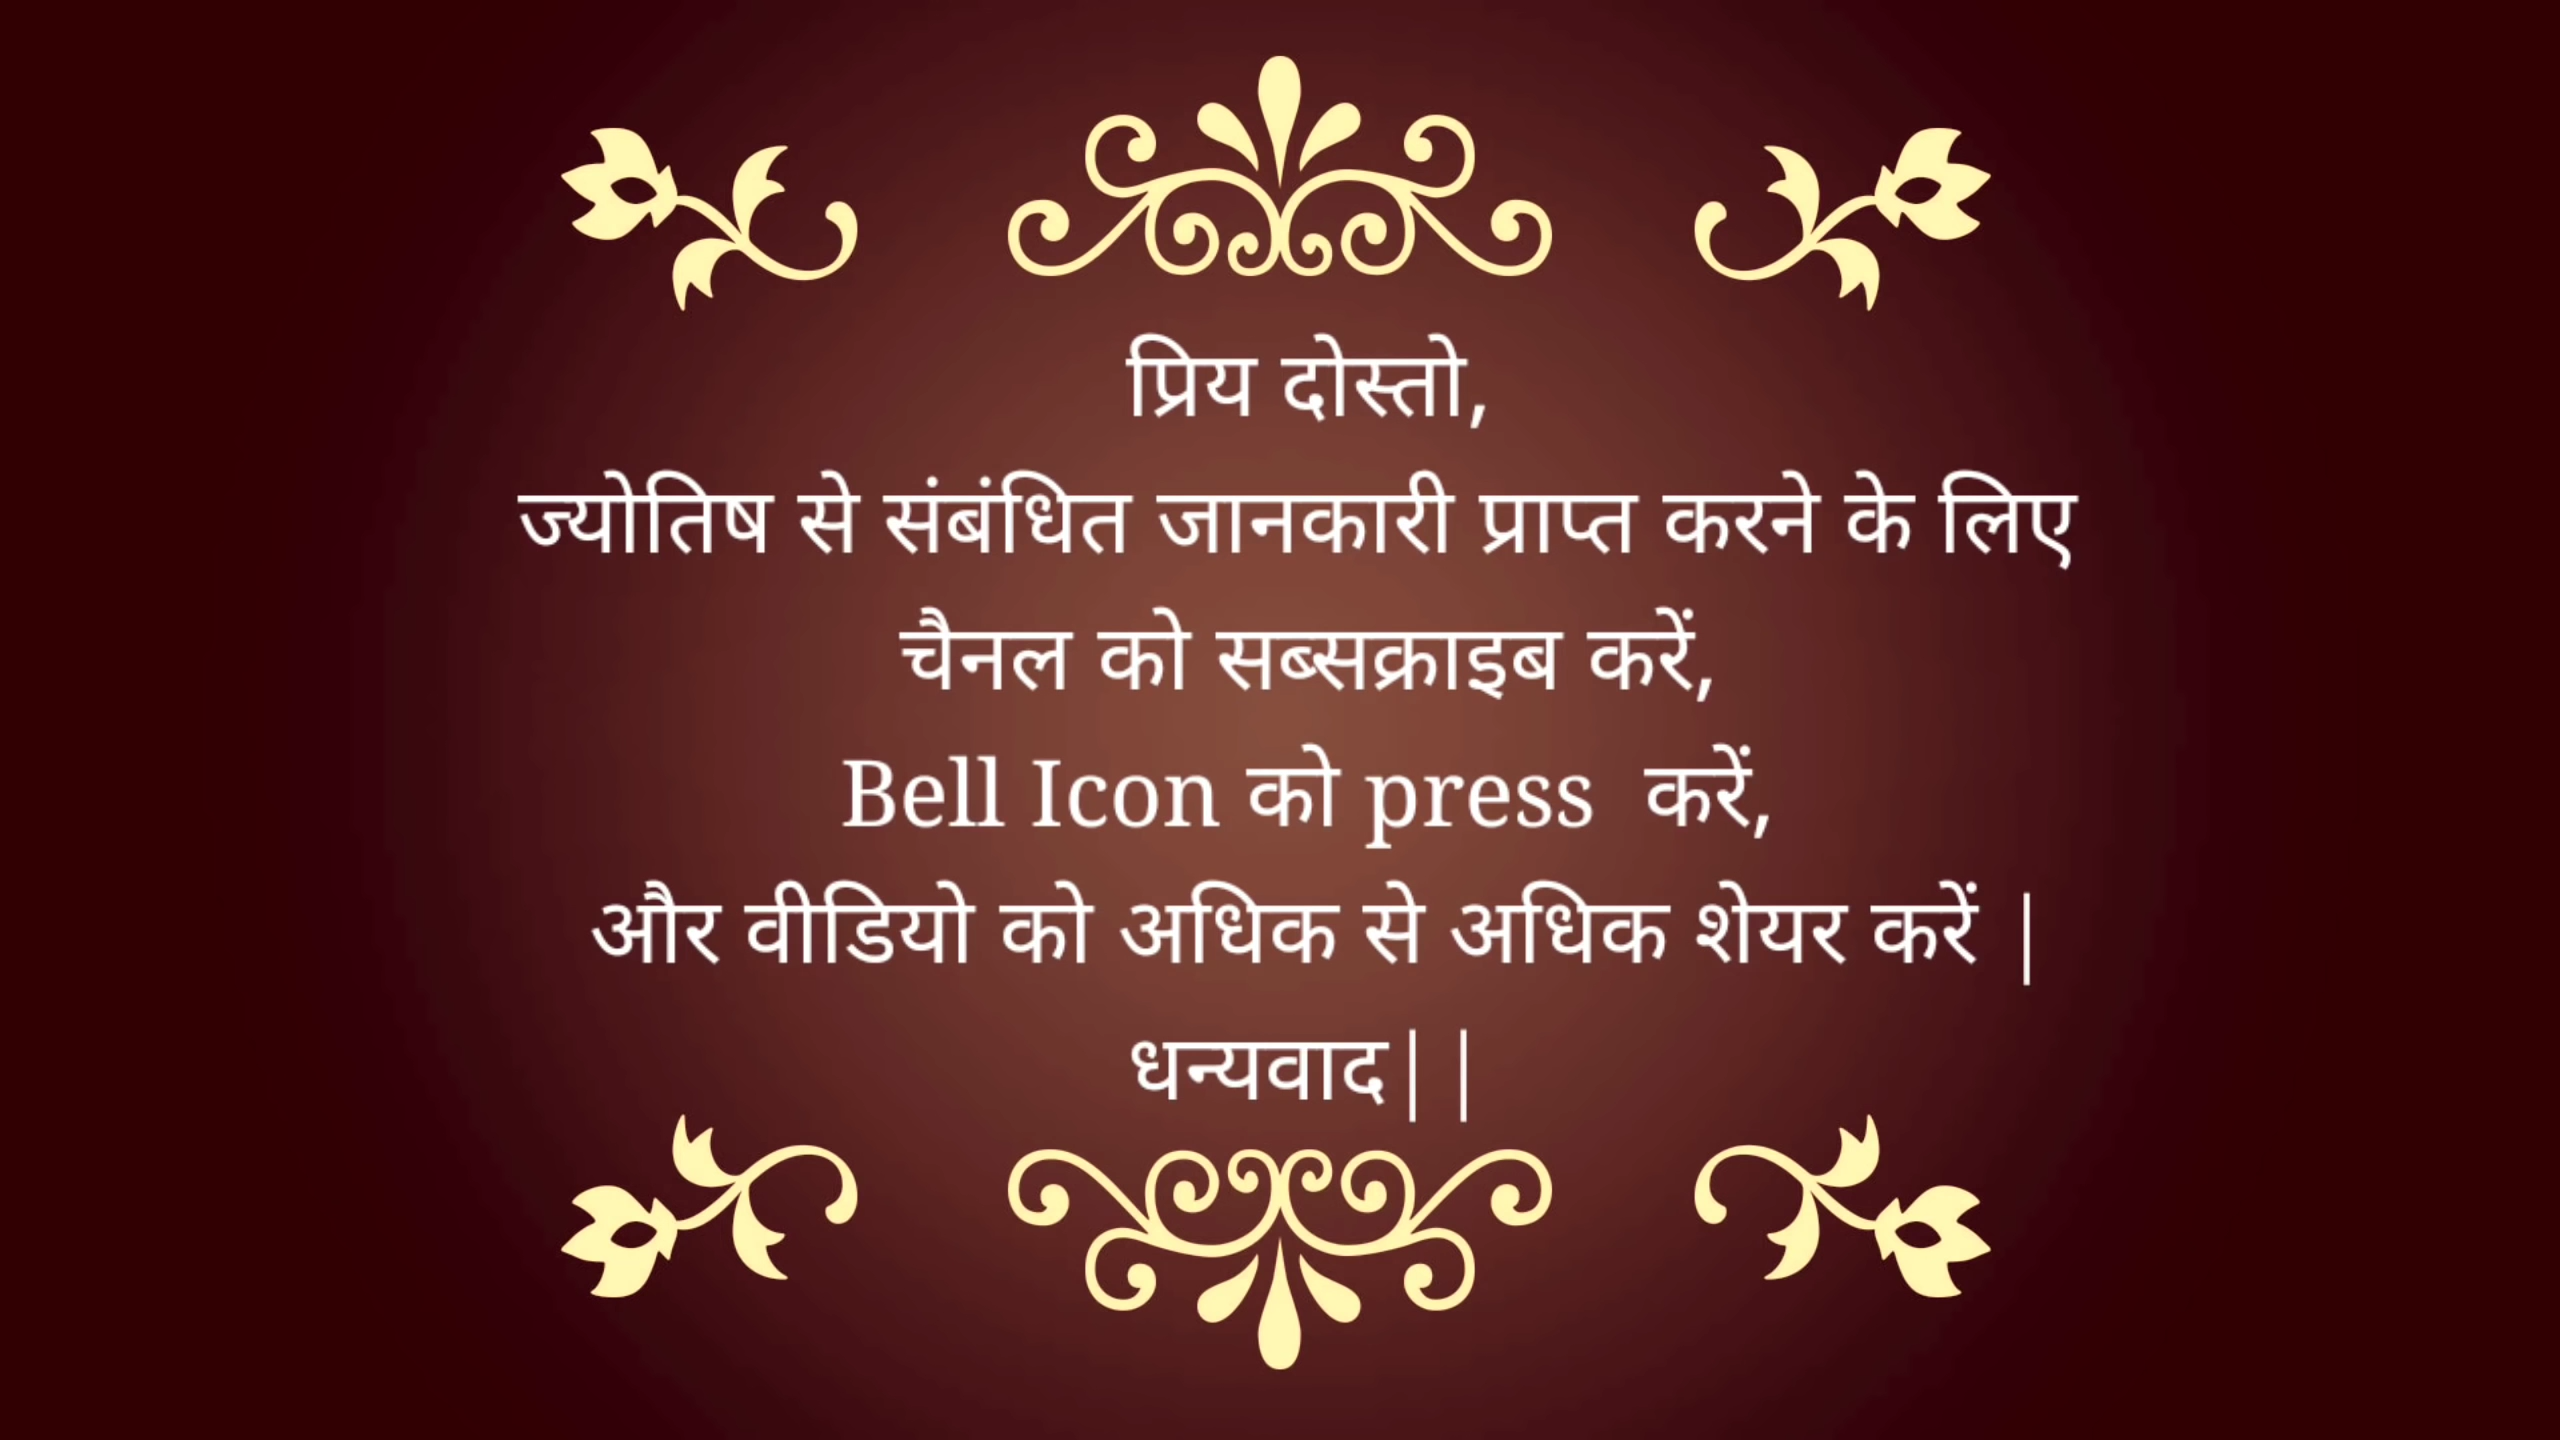 प्रिय दोस्तो,
ज्योतिष से संबंधित जानकारी प्राप्त करने के लिए
चैनल को सब्सक्राइब करें,
Bell Icon को press  करें,
और वीडियो को अधिक से अधिक शेयर करें |
धन्यवाद||